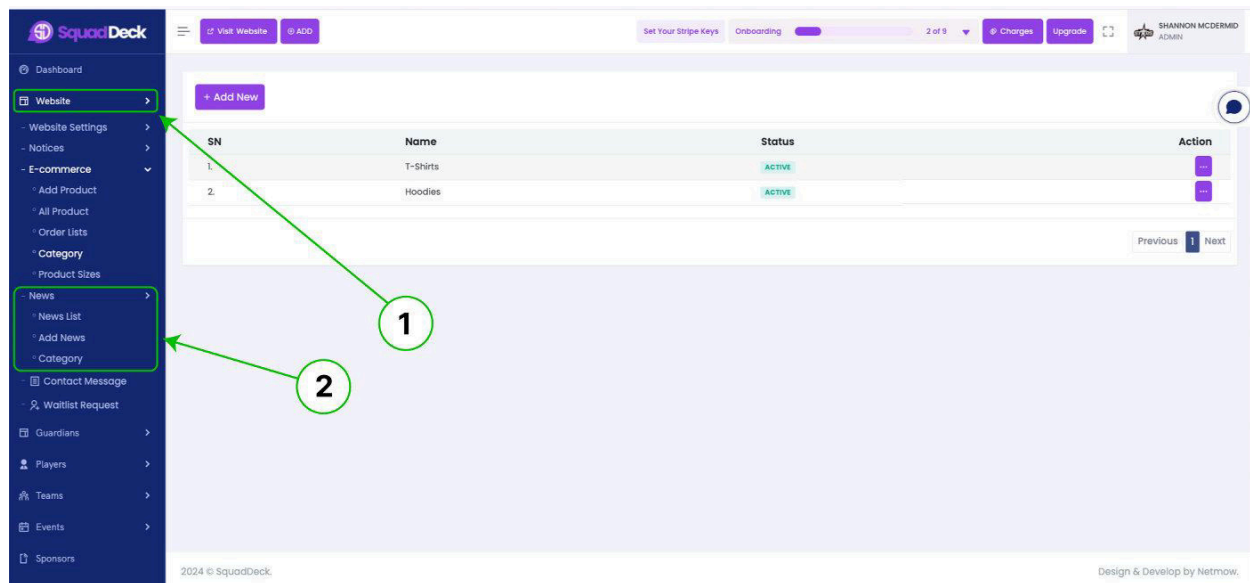 SquadDeck
Visit Website
ADD
Set Your Stripe Keys
Onboarding
2 of 9
Charges
Upgrade
SHANNON MCDERMID
ADMIN
Dashboard
Website
- Website Settings
- Notices
- E-commerce
Add Product
All Product
Order Lists
Category
Product Sizes
- News
News List
Add News
Category
- Contact Message
- Waitlist Request
Guardians
Players
Teams
Events
Sponsors
+ Add New
SN Name Status Action
1. T-Shirts ACTIVE ...
2. Hoodies ACTIVE ...
Previous 1 Next
1
2
2024 © SquadDeck.
Design & Develop by Netmow.